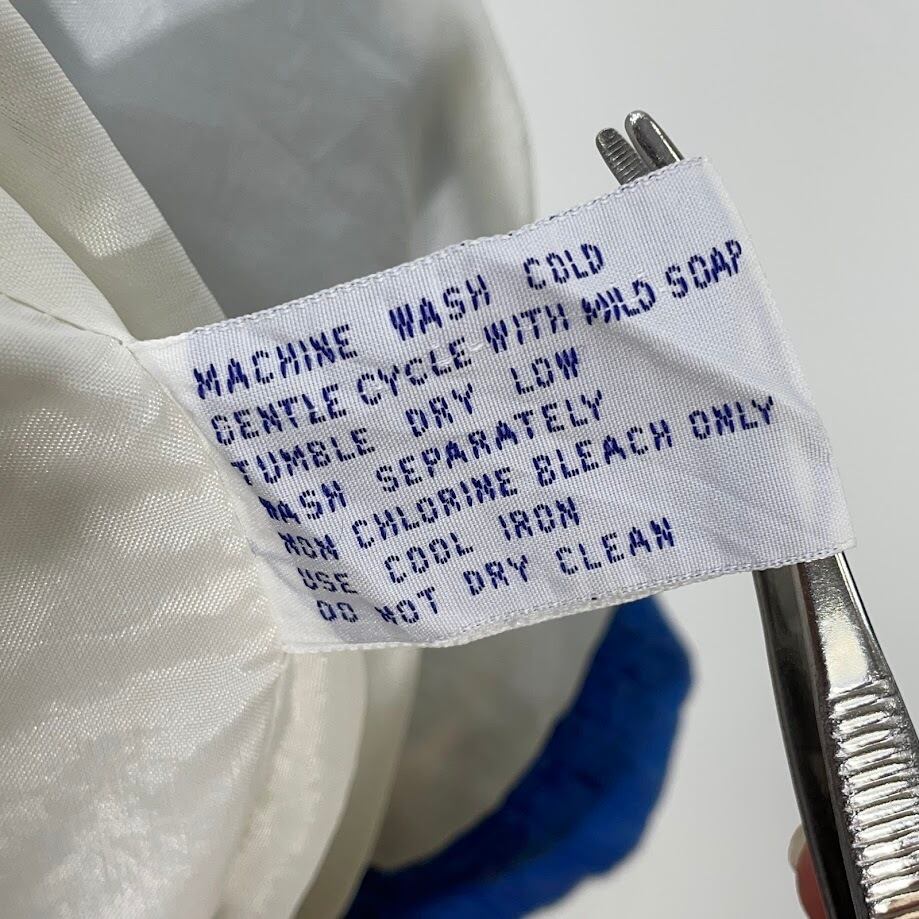 MACHINE WASH COLD
GENTLE CYCLE WITH MILD SOAP
TUMBLE DRY LOW
WASH SEPARATELY
NON CHLORINE BLEACH ONLY
USE COOL IRON
DO NOT DRY CLEAN